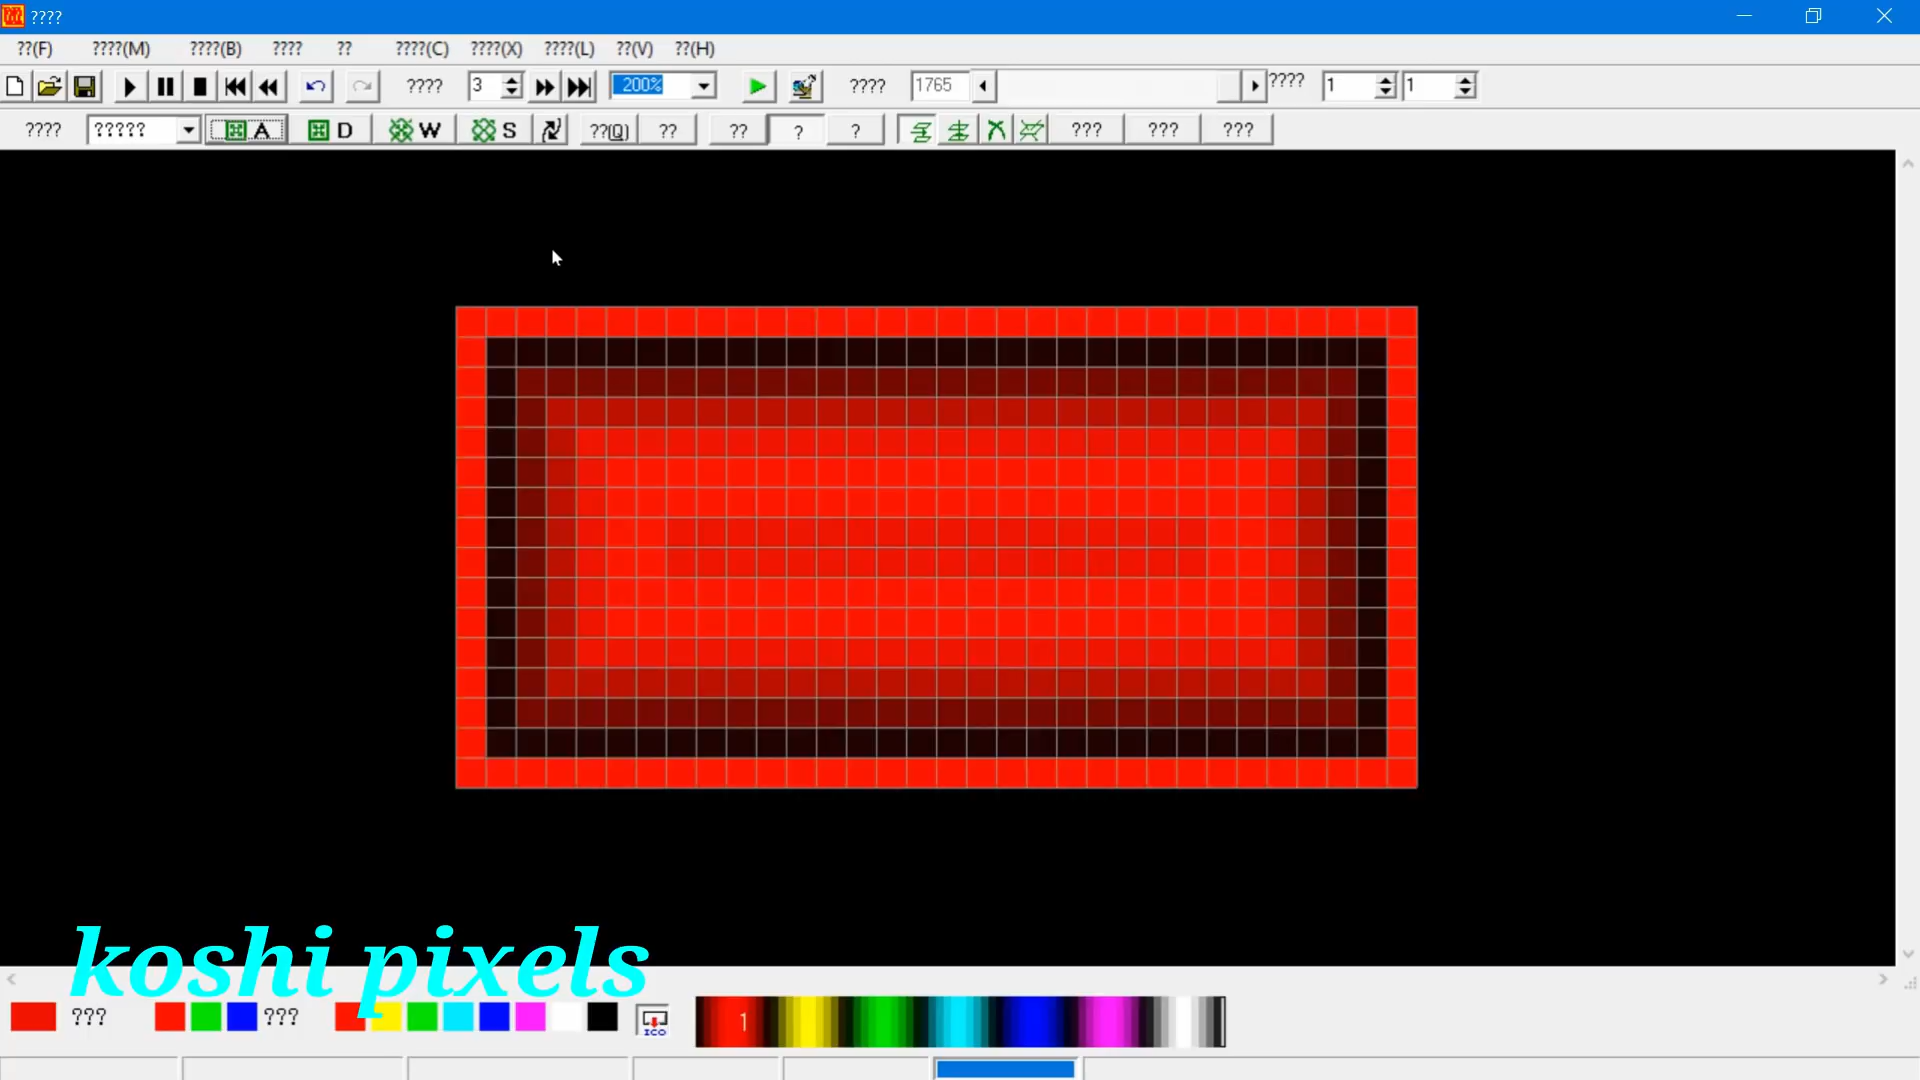 ????
??(F) ????(M) ????(B) ???? ?? ????(C) ????(X) ????(L) ??(V) ??(H)
???? 3 200% ???? 1765 ???? 1 1
???? ????? A D W S ??(Q) ?? ?? ? ? ??? ??? ???
koshi pixels
??? ??? ICO 1